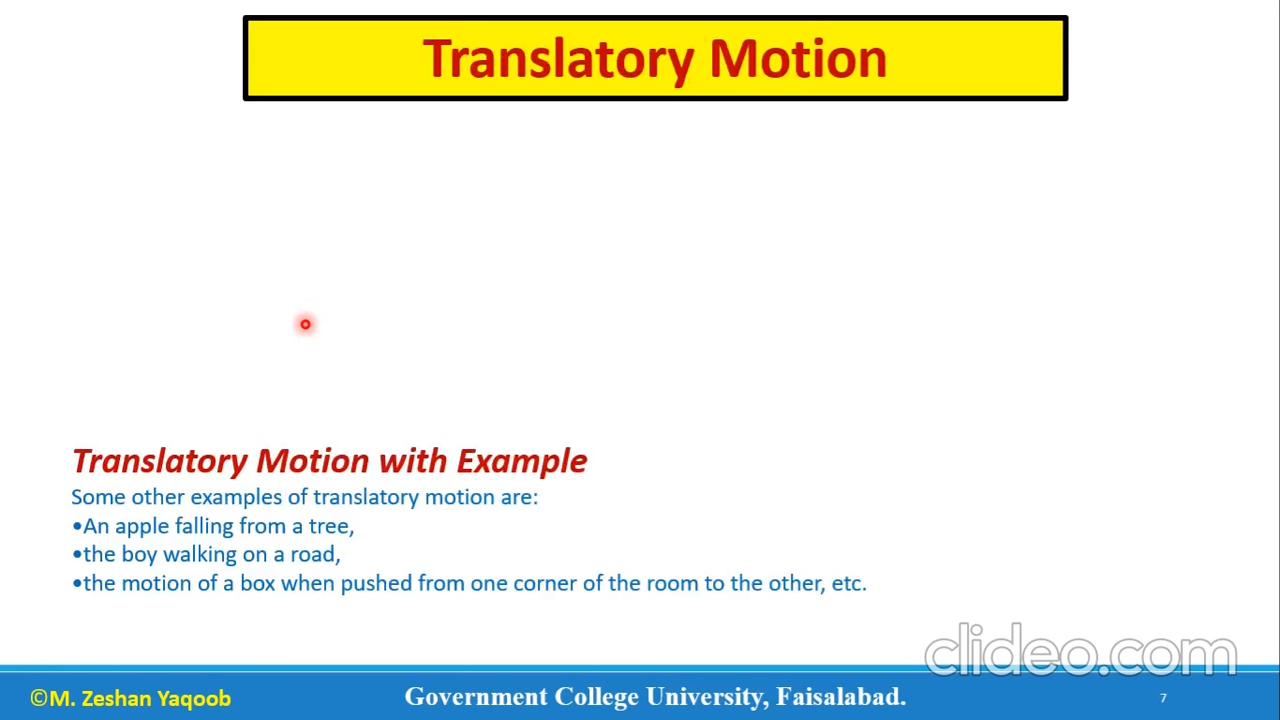 Translatory Motion
Translatory Motion with Example
Some other examples of translatory motion are:
•An apple falling from a tree,
•the boy walking on a road,
•the motion of a box when pushed from one corner of the room to the other, etc.
clideo.com
©M. Zeshan Yaqoob
Government College University, Faisalabad.
7